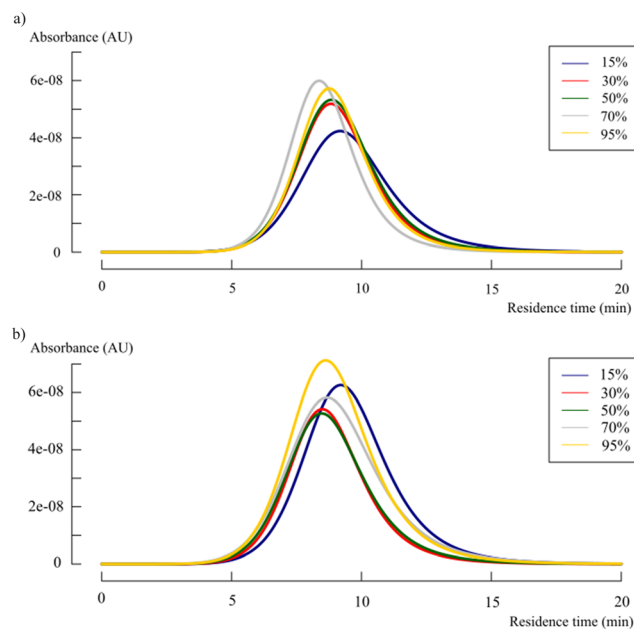 a)
Absorbance (AU)
6e-08
4e-08
2e-08
0
0 5 10 15 20
Residence time (min)
15%
30%
50%
70%
95%
b)
Absorbance (AU)
6e-08
4e-08
2e-08
0
0 5 10 15 20
Residence time (min)
15%
30%
50%
70%
95%